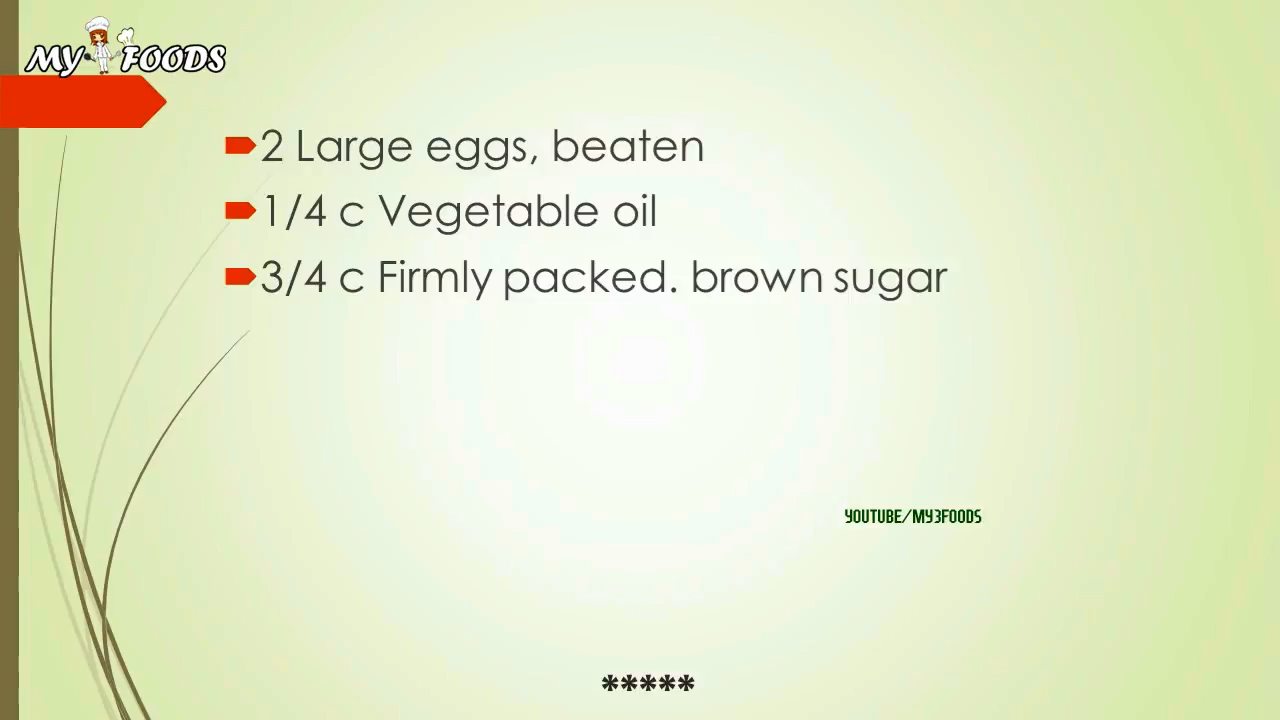 MY FOODS
2 Large eggs, beaten
1/4 c Vegetable oil
3/4 c Firmly packed. brown sugar
YOUTUBE/MY3FOODS
*****